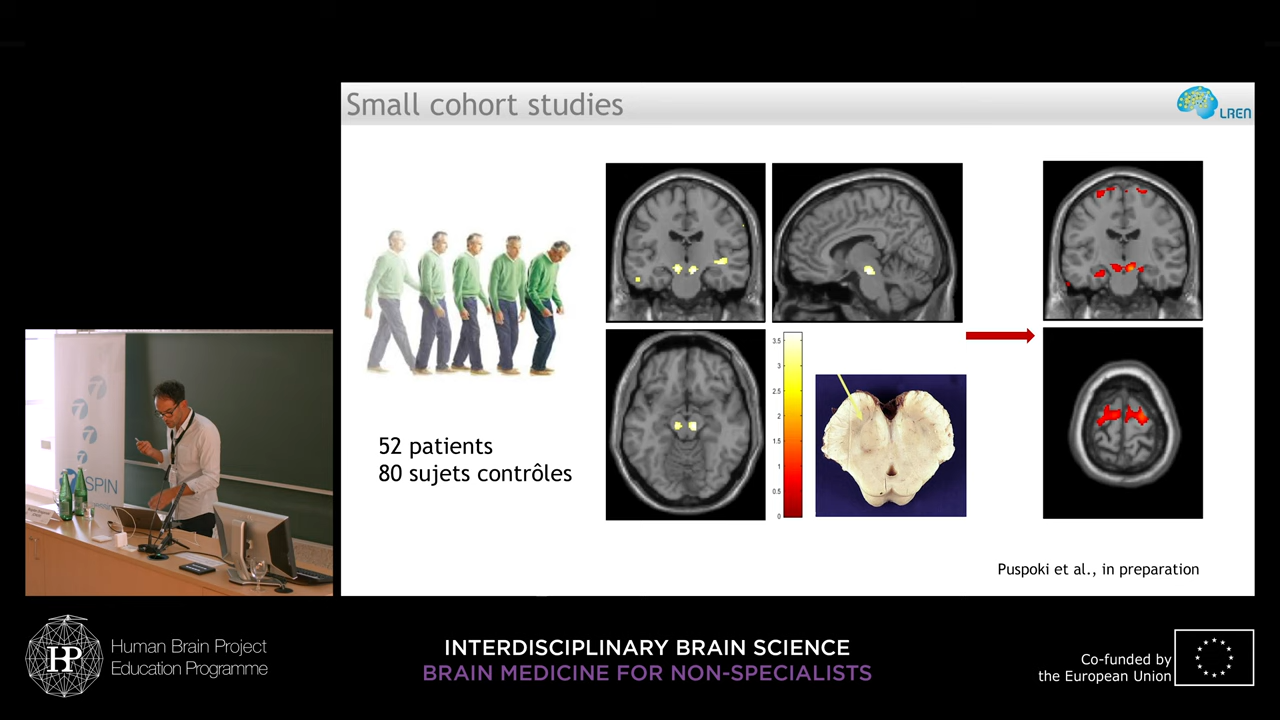 Small cohort studies
LREN
52 patients
80 sujets contrôles
3.5
3
2.5
2
1.5
1
0.5
0
Puspoki et al., in preparation
SPIN
HBP
Human Brain Project
Education Programme
INTERDISCIPLINARY BRAIN SCIENCE
BRAIN MEDICINE FOR NON-SPECIALISTS
Co-funded by
the European Union